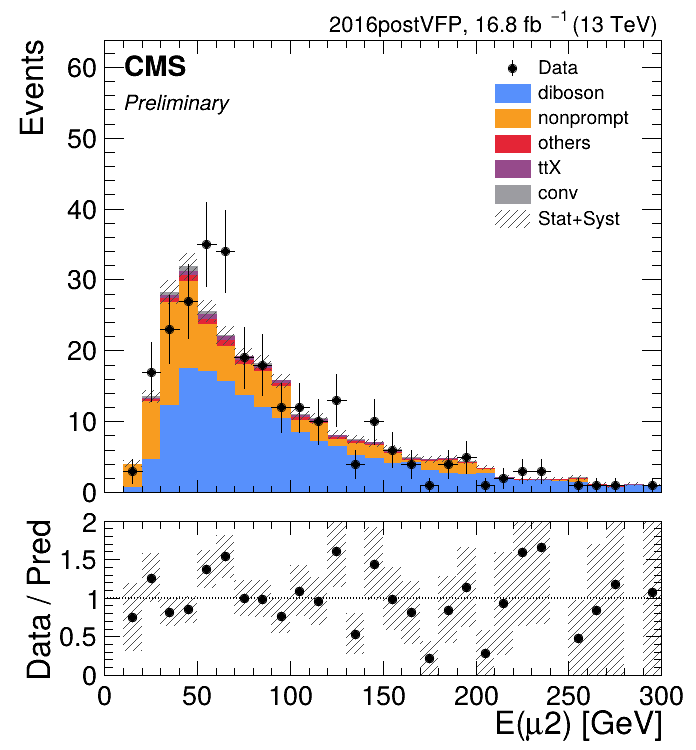 2016postVFP, 16.8 fb⁻¹ (13 TeV)
CMS
Preliminary
Events
60
50
40
30
20
10
0
Data
diboson
nonprompt
others
ttX
conv
Stat+Syst
Data / Pred
2
1.5
1
0.5
0
0 50 100 150 200 250 300
E(μ2) [GeV]